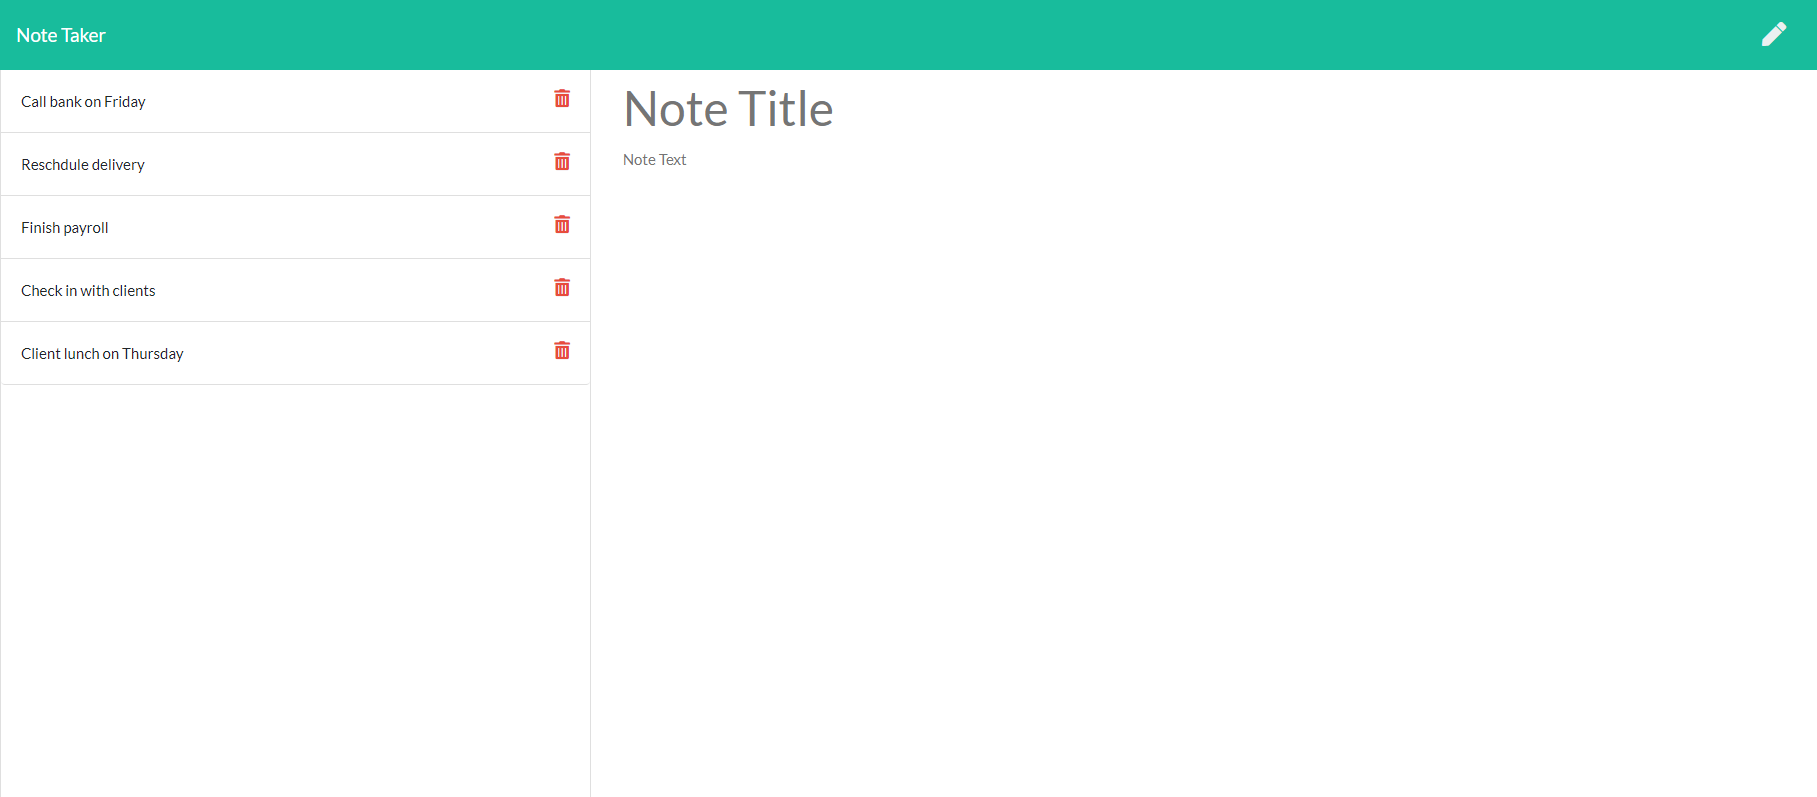 Note Taker
Call bank on Friday
Reschdule delivery
Finish payroll
Check in with clients
Client lunch on Thursday
Note Title
Note Text